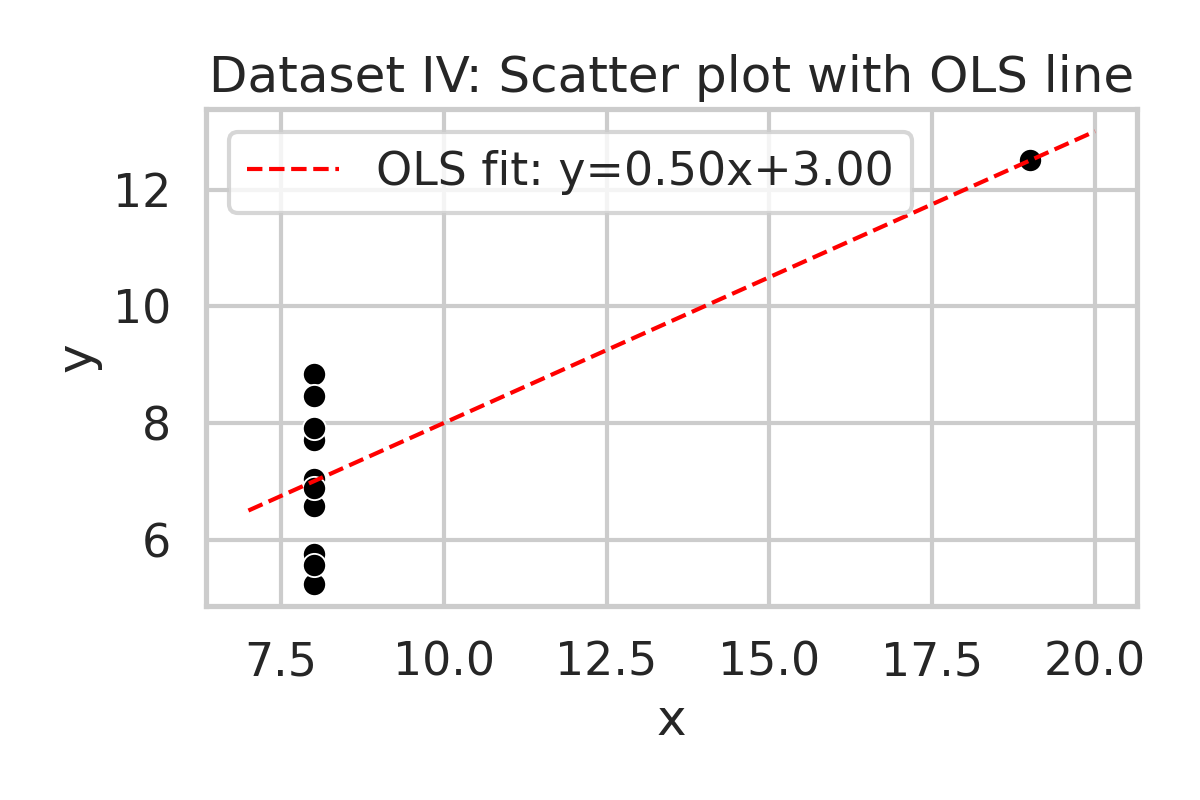 Dataset IV: Scatter plot with OLS line
OLS fit: y=0.50x+3.00
12
10
8
6
y
7.5 10.0 12.5 15.0 17.5 20.0
x